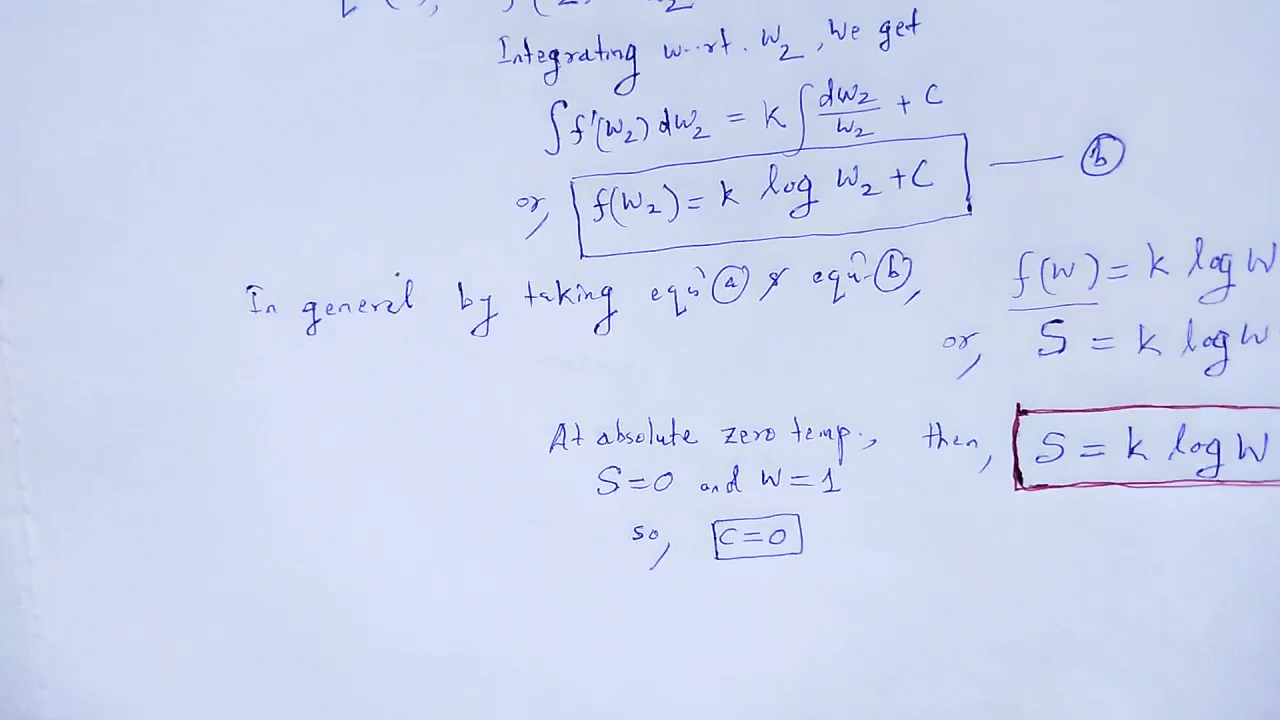 Integrating w.r.t. W₂, We get
∫f'(W₂) dW₂ = K ∫ dW₂/W₂ + C
or, f(W₂) = K log W₂ + C — (b)
In general by taking equⁿ (a) & equⁿ (b), f(W) = K log W
or, S = K log W
At absolute zero temp., then, S = K log W
S=0 and W=1
so, C=0